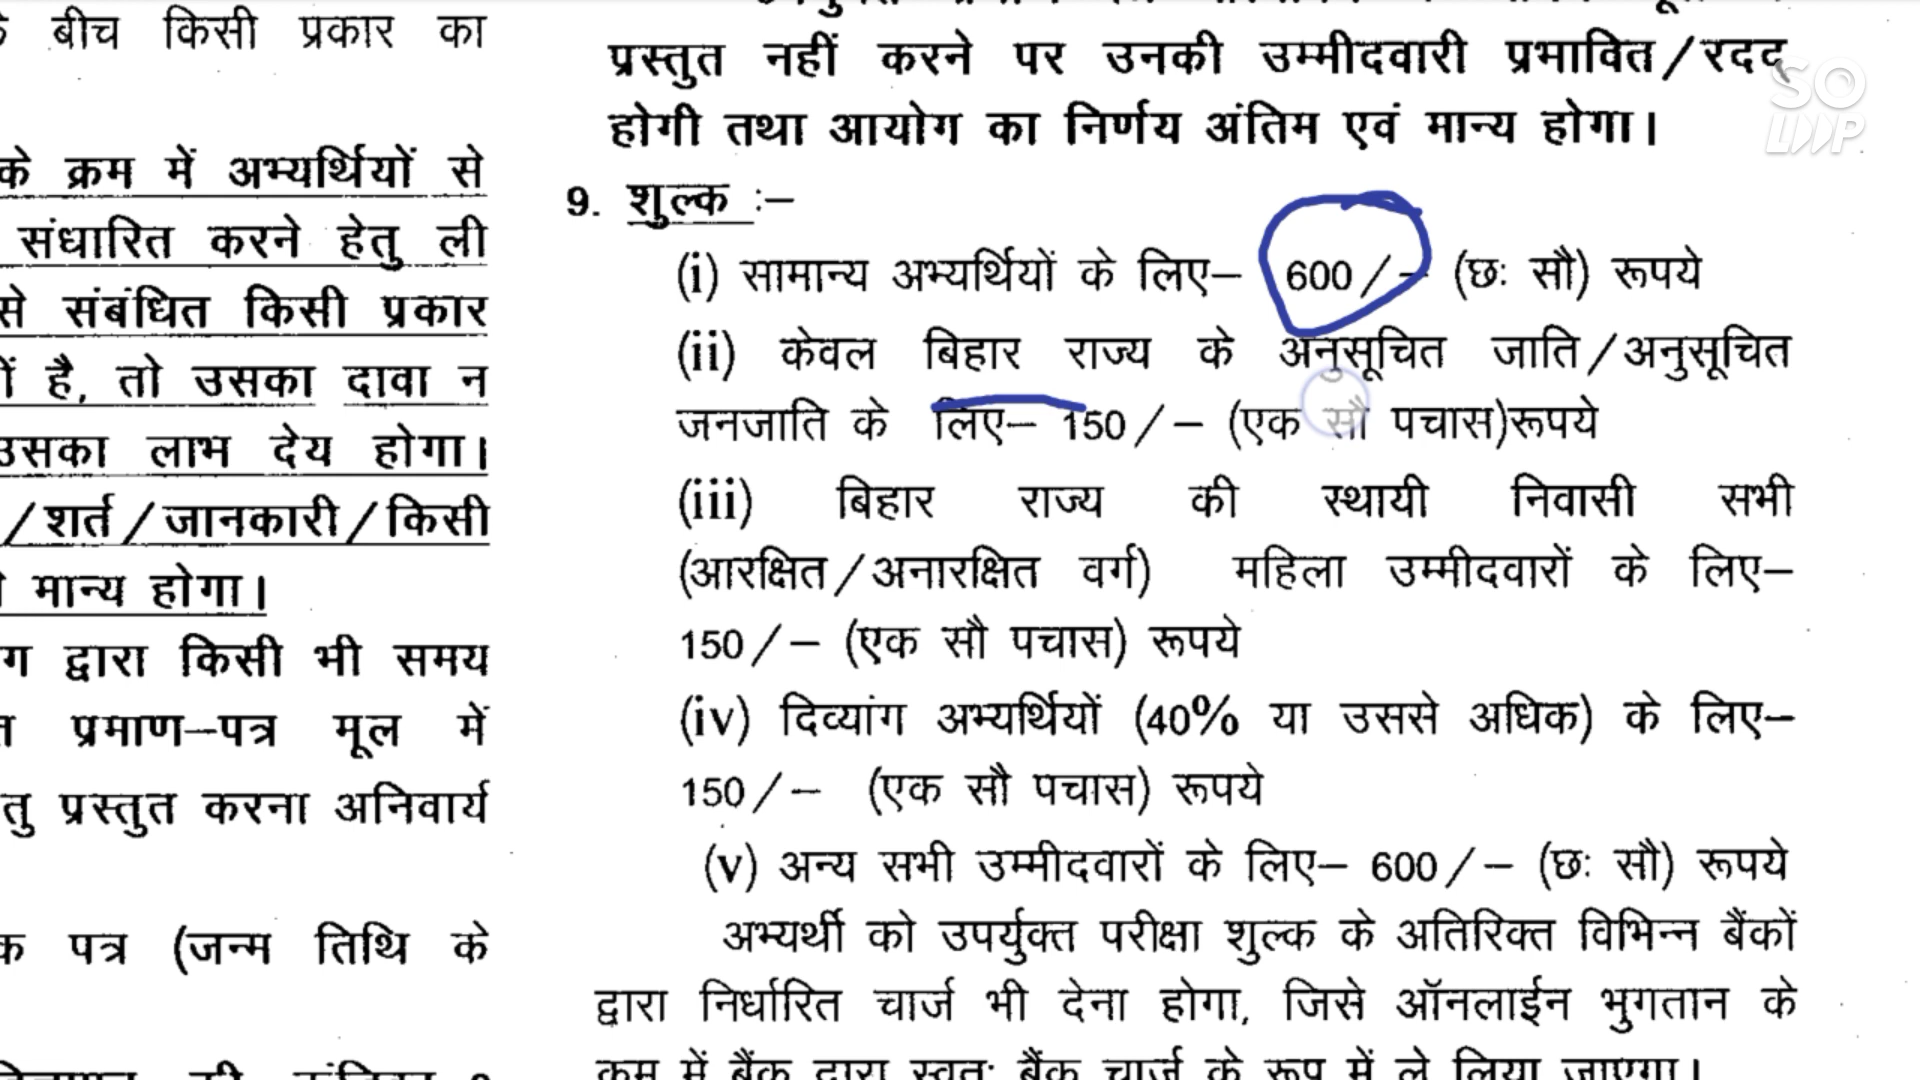 बीच किसी प्रकार का
के क्रम में अभ्यर्थियों से
संधारित करने हेतु ली
से संबंधित किसी प्रकार
है, तो उसका दावा न
उसका लाभ देय होगा।
/शर्त/जानकारी/किसी
मान्य होगा।
द्वारा किसी भी समय
प्रमाण–पत्र मूल में
प्रस्तुत करना अनिवार्य
पत्र (जन्म तिथि के
प्रस्तुत नहीं करने पर उनकी उम्मीदवारी प्रभावित/रदद्
होगी तथा आयोग का निर्णय अंतिम एवं मान्य होगा।
9. शुल्क :–
(i) सामान्य अभ्यर्थियों के लिए– 600/– (छः सौ) रूपये
(ii) केवल बिहार राज्य के अनुसूचित जाति/अनुसूचित
जनजाति के लिए– 150/– (एक सौ पचास)रूपये
(iii) बिहार राज्य की स्थायी निवासी सभी
(आरक्षित/अनारक्षित वर्ग) महिला उम्मीदवारों के लिए–
150/– (एक सौ पचास) रूपये
(iv) दिव्यांग अभ्यर्थियों (40% या उससे अधिक) के लिए–
150/– (एक सौ पचास) रूपये
(v) अन्य सभी उम्मीदवारों के लिए– 600/– (छः सौ) रूपये
अभ्यर्थी को उपर्युक्त परीक्षा शुल्क के अतिरिक्त विभिन्न बैंकों
द्वारा निर्धारित चार्ज भी देना होगा, जिसे ऑनलाईन भुगतान के
क्रम में बैंक द्वारा स्वतः बैंक चार्ज के रूप में ले लिया जाएगा।
SOLOOP